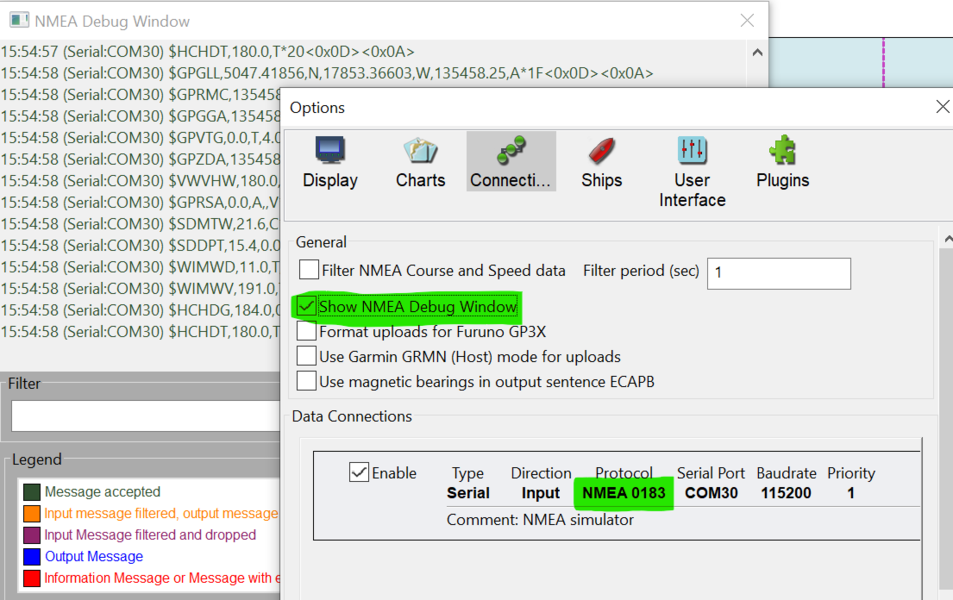 NMEA Debug Window
15:54:57 (Serial:COM30) $HCHDT,180.0,T*20<0x0D><0x0A>
15:54:58 (Serial:COM30) $GPGLL,5047.41856,N,17853.36603,W,135458.25,A*1F<0x0D><0x0A>
15:54:58 (Serial:COM30) $GPRMC,135458
15:54:58 (Serial:COM30) $GPGGA,135458
15:54:58 (Serial:COM30) $GPVTG,0.0,T,4.0
15:54:58 (Serial:COM30) $GPZDA,135458
15:54:58 (Serial:COM30) $VWVHW,180.0,
15:54:58 (Serial:COM30) $GPRSA,0.0,A,,V
15:54:58 (Serial:COM30) $SDMTW,21.6,C
15:54:58 (Serial:COM30) $SDDPT,15.4,0.0
15:54:58 (Serial:COM30) $WIMWD,11.0,T
15:54:58 (Serial:COM30) $WIMWV,191.0,
15:54:58 (Serial:COM30) $HCHDG,184.0,0
15:54:58 (Serial:COM30) $HCHDT,180.0,T
Filter
Legend
Message accepted
Input message filtered, output message
Input Message filtered and dropped
Output Message
Information Message or Message with e
Options
Display Charts Connecti... Ships User Interface Plugins
General
Filter NMEA Course and Speed data Filter period (sec) 1
Show NMEA Debug Window
Format uploads for Furuno GP3X
Use Garmin GRMN (Host) mode for uploads
Use magnetic bearings in output sentence ECAPB
Data Connections
Enable Type Direction Protocol Serial Port Baudrate Priority
Serial Input NMEA 0183 COM30 115200 1
Comment: NMEA simulator